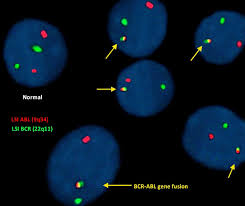 Normal
LSI ABL (9q34)
LSI BCR (22q11)
BCR-ABL gene fusion